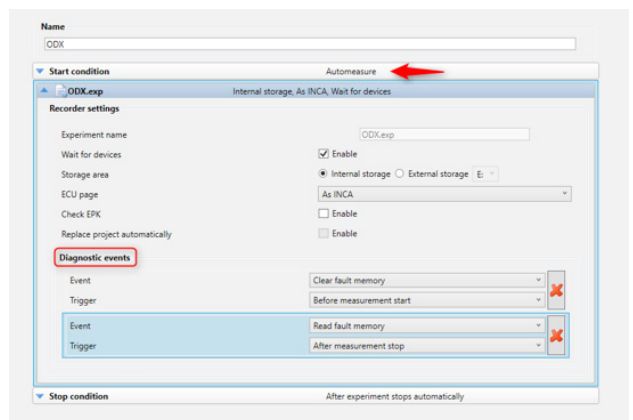 Name
ODX
Start condition Automeasure
ODX.exp Internal storage, As INCA, Wait for devices
Recorder settings
Experiment name ODX.exp
Wait for devices Enable
Storage area Internal storage External storage E:
ECU page As INCA
Check EPK Enable
Replace project automatically Enable
Diagnostic events
Event Clear fault memory
Trigger Before measurement start
Event Read fault memory
Trigger After measurement stop
Stop condition After experiment stops automatically